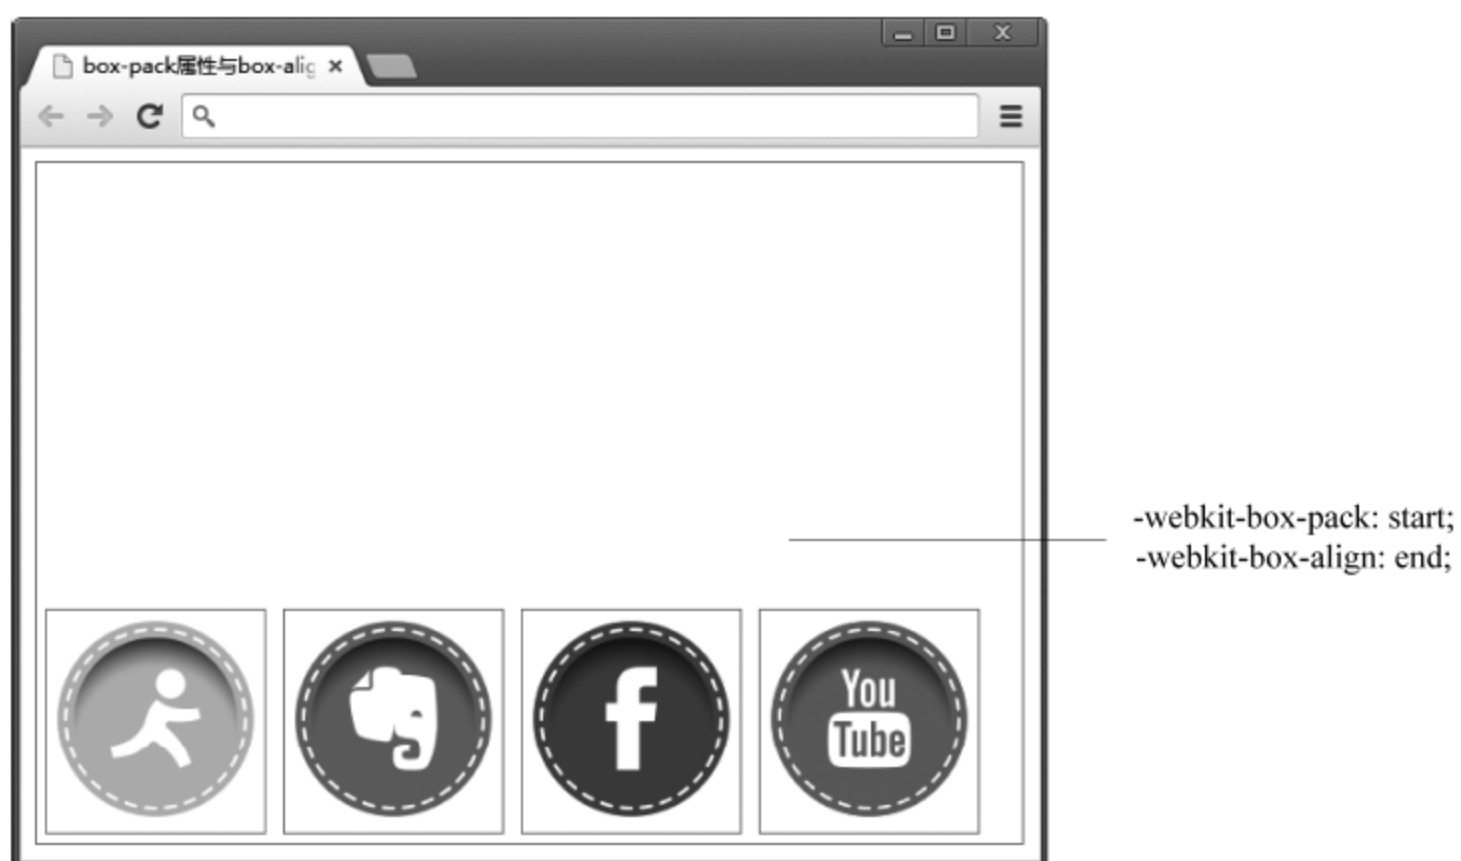 box-pack属性与box-alig
-webkit-box-pack: start;
-webkit-box-align: end;
f
You
Tube